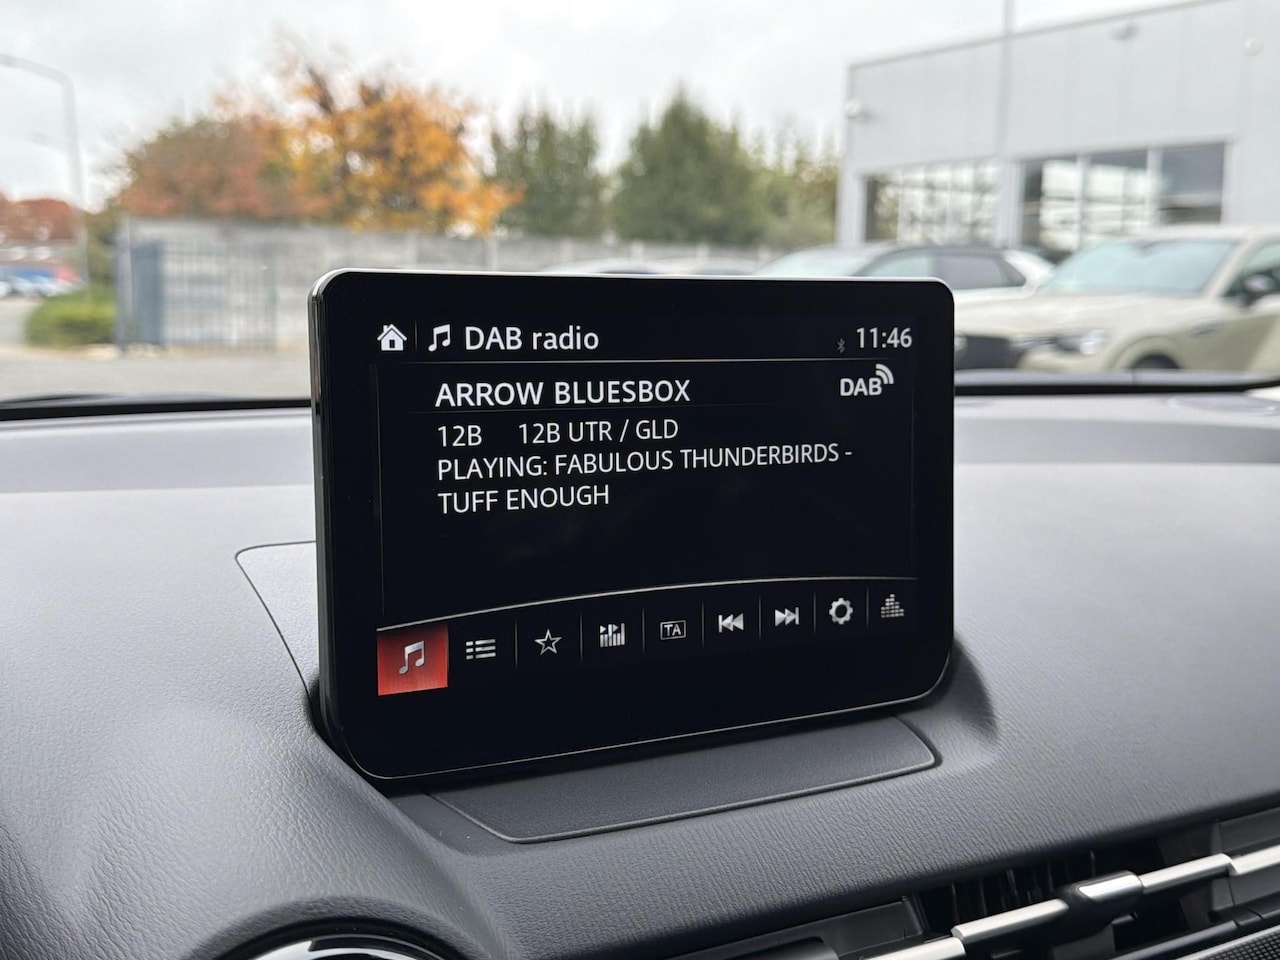 DAB radio 11:46
ARROW BLUESBOX DAB
12B 12B UTR / GLD
PLAYING: FABULOUS THUNDERBIRDS -
TUFF ENOUGH
TA